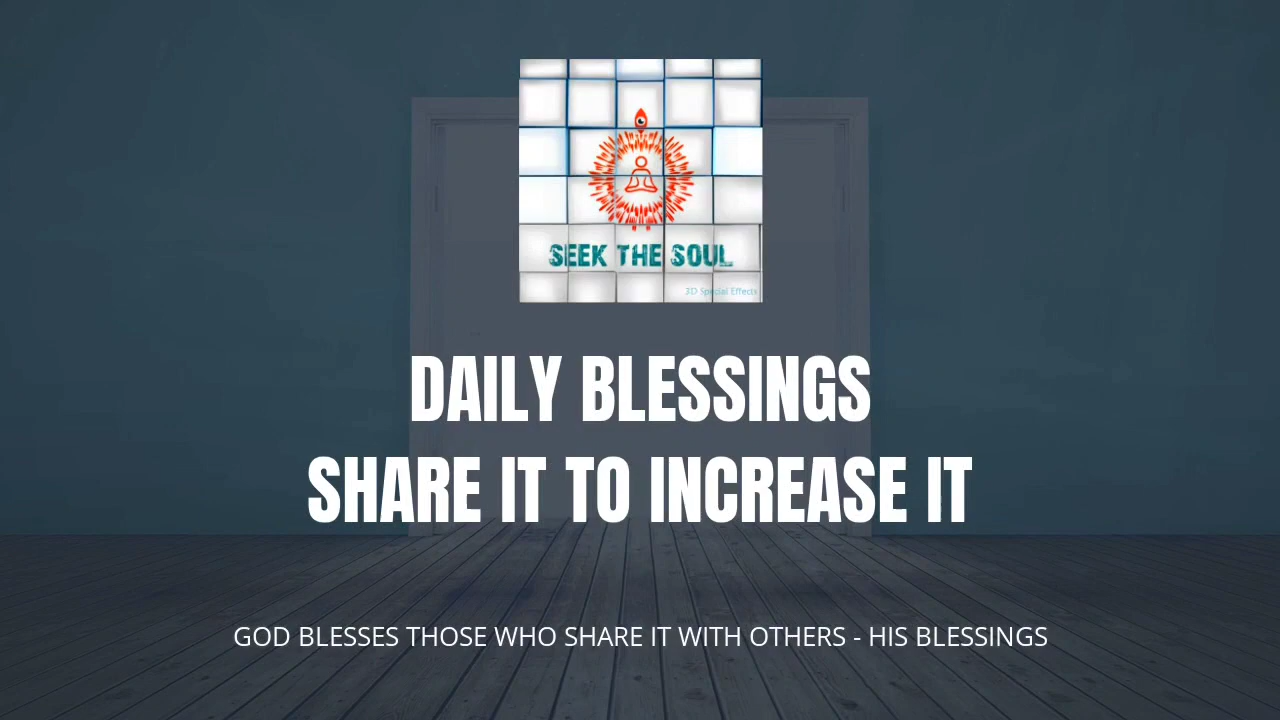 SEEK THE SOUL
3D Special Effects
DAILY BLESSINGS
SHARE IT TO INCREASE IT
GOD BLESSES THOSE WHO SHARE IT WITH OTHERS - HIS BLESSINGS